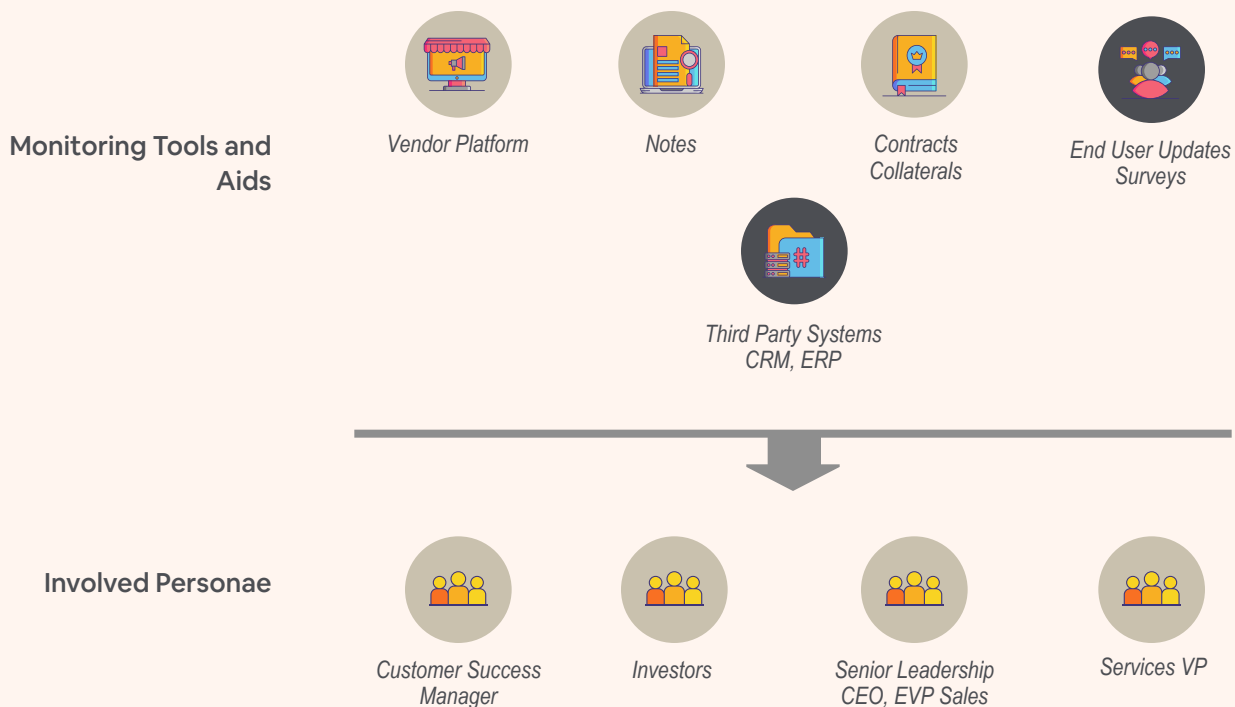 Monitoring Tools and
Aids
Vendor Platform
Notes
Contracts
Collaterals
End User Updates
Surveys
#
Third Party Systems
CRM, ERP
Involved Personae
Customer Success
Manager
Investors
Senior Leadership
CEO, EVP Sales
Services VP